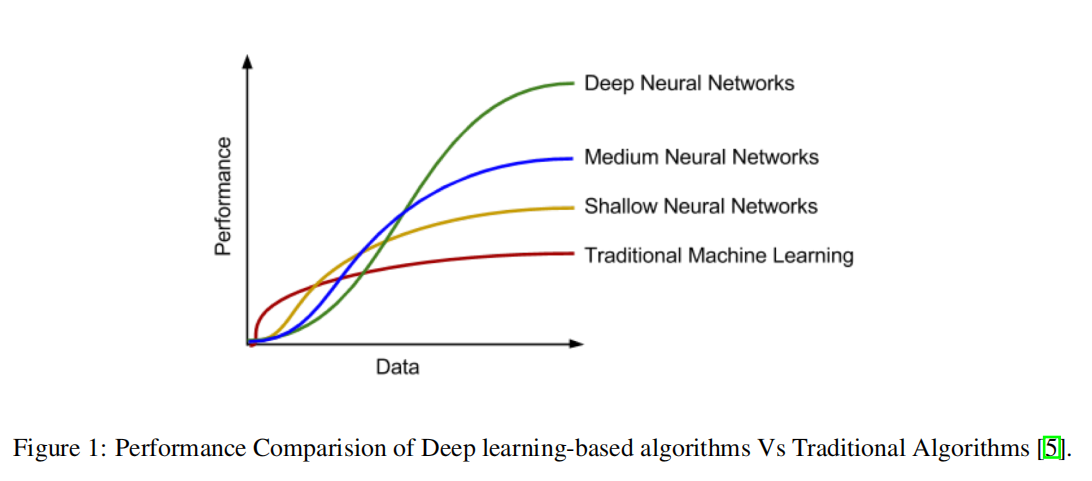 Deep Neural Networks
Medium Neural Networks
Shallow Neural Networks
Traditional Machine Learning
Performance
Data
Figure 1: Performance Comparision of Deep learning-based algorithms Vs Traditional Algorithms [5].